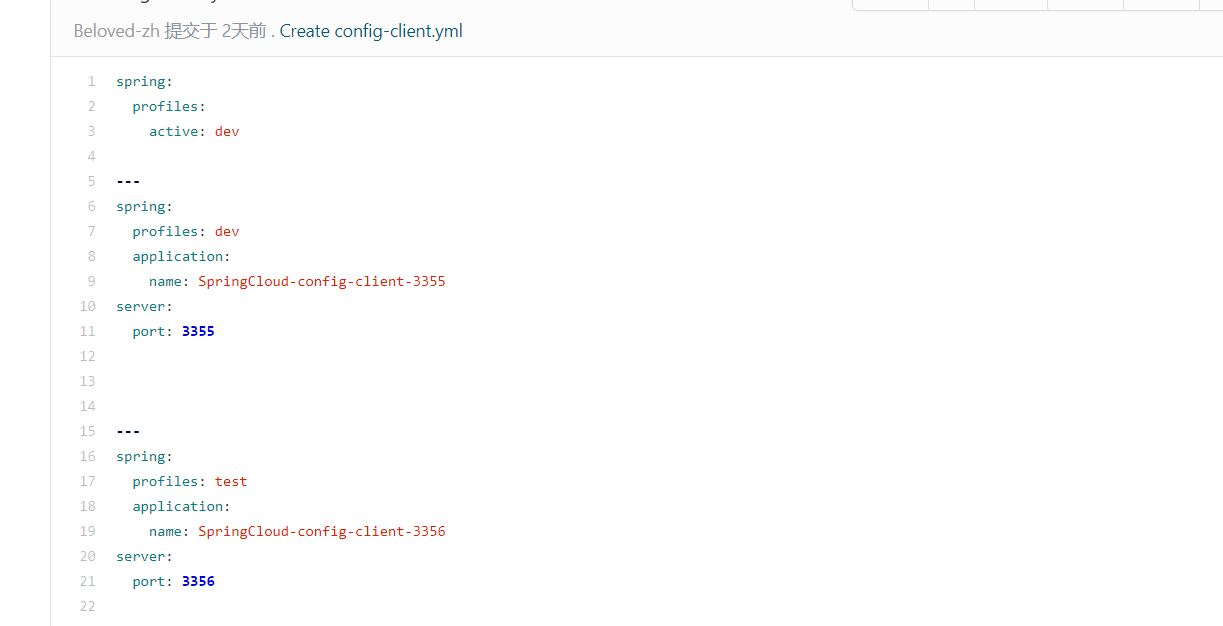 Beloved-zh 提交于 2天前 . Create config-client.yml
1 spring:
2   profiles:
3     active: dev
4
5 ---
6 spring:
7   profiles: dev
8   application:
9     name: SpringCloud-config-client-3355
10 server:
11   port: 3355
12
13
14
15 ---
16 spring:
17   profiles: test
18   application:
19     name: SpringCloud-config-client-3356
20 server:
21   port: 3356
22